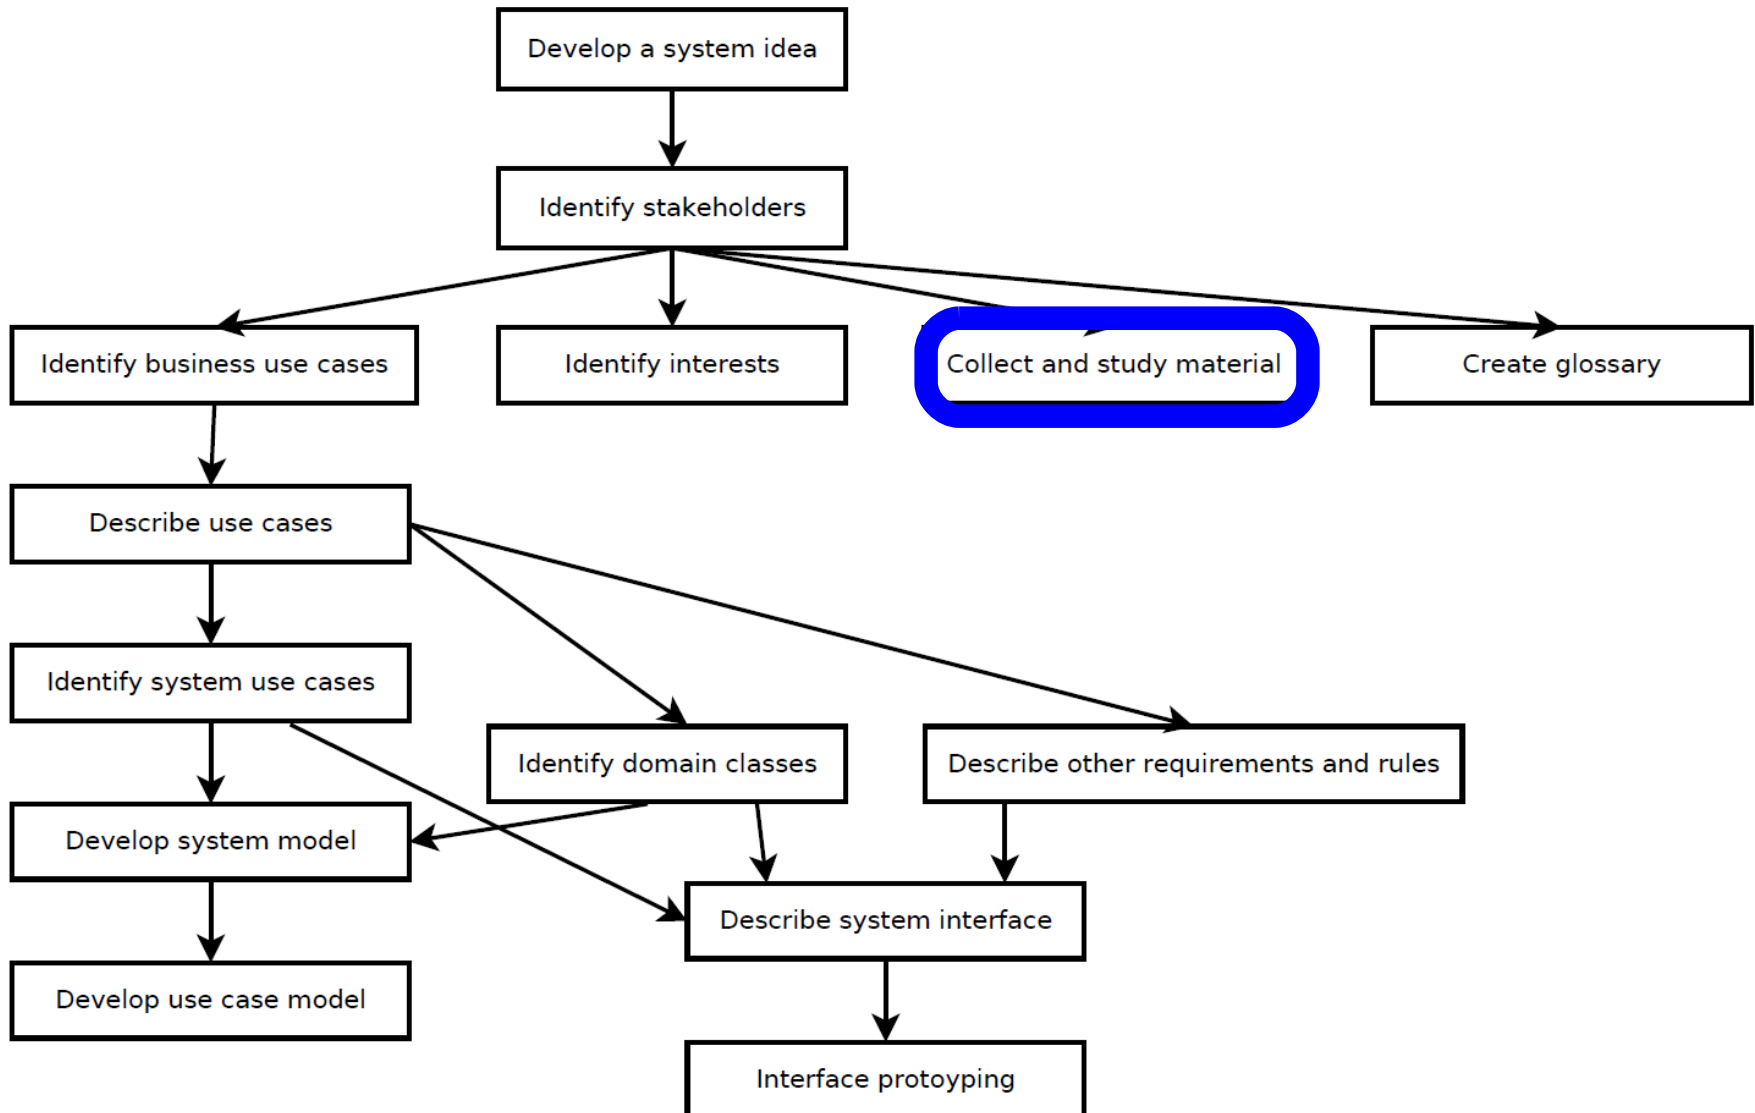 Develop a system idea
Identify stakeholders
Identify business use cases
Identify interests
Collect and study material
Create glossary
Describe use cases
Identify system use cases
Identify domain classes
Describe other requirements and rules
Develop system model
Describe system interface
Develop use case model
Interface protoyping